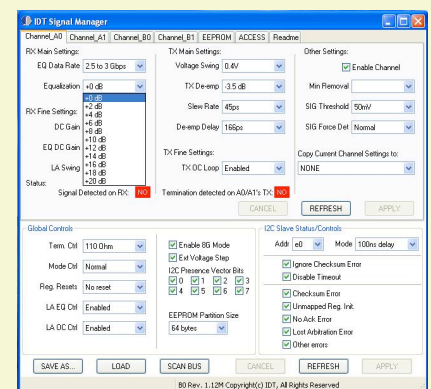 IDT Signal Manager
Channel_A0 Channel_A1 Channel_B0 Channel_B1 EEPROM ACCESS Readme
RX Main Settings:
EQ Data Rate 2.5 to 3 Gbps
Equalization +0 dB
+0 dB
+2 dB
+4 dB
+6 dB
+8 dB
+10 dB
+12 dB
+14 dB
+16 dB
+18 dB
+20 dB
RX Fine Settings:
DC Gain
EQ DC Gain
LA Swing
Status:
Signal Detected on RX: NO
TX Main Settings:
Voltage Swing 0.4V
TX De-emp -3.5 dB
Slew Rate 45ps
De-emp Delay 166ps
TX Fine Settings:
TX OC Loop Enabled
Termination detected on A0/A1's TX: NO
Other Settings:
Enable Channel
Min Removal
SIG Threshold 50mV
SIG Force Det Normal
Copy Current Channel Settings to:
NONE
CANCEL REFRESH APPLY
Global Controls
Term. Ctrl 110 Ohm
Mode Ctrl Normal
Reg. Resets No reset
LA EQ Ctrl Enabled
LA OC Ctrl Enabled
Enable 8G Mode
Ext Voltage Step
I2C Presence Vector Bits
0 1 2 3
4 5 6 7
EEPROM Partition Size
64 bytes
I2C Slave Status/Controls
Addr e0 Mode 100ns delay
Ignore Checksum Error
Disable Timeout
Checksum Error
Unmapped Reg. Init.
No Ack Error
Lost Arbitration Error
Other errors
SAVE AS... LOAD SCAN BUS CANCEL REFRESH APPLY
B0 Rev. 1.12M Copyright(c) IDT, All Rights Reserved